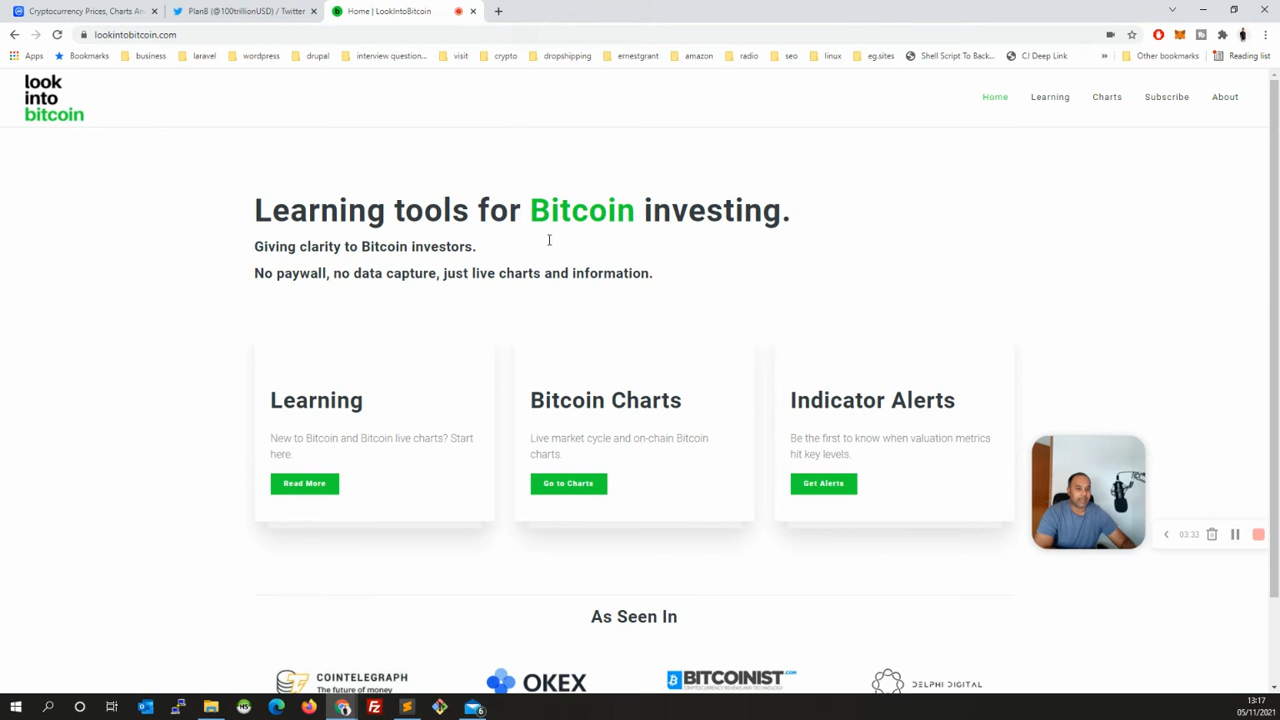 Cryptocurrency Prices, Charts An
PlanB (@100trillionUSD) / Twitter
Home | LookIntoBitcoin
lookintobitcoin.com
Apps
Bookmarks
business
laravel
wordpress
drupal
interview question...
visit
crypto
dropshipping
ernestgrant
amazon
radio
seo
linux
eg.sites
Shell Script To Back...
CJ Deep Link
»
Other bookmarks
Reading list
look
into
bitcoin
Home
Learning
Charts
Subscribe
About
Learning tools for Bitcoin investing.
Giving clarity to Bitcoin investors.
No paywall, no data capture, just live charts and information.
Learning
New to Bitcoin and Bitcoin live charts? Start
here.
Read More
Bitcoin Charts
Live market cycle and on-chain Bitcoin
charts.
Go to Charts
Indicator Alerts
Be the first to know when valuation metrics
hit key levels.
Get Alerts
03:33
As Seen In
COINTELEGRAPH
The future of money
OKEX
BITCOINIST.COM
DELPHI DIGITAL
13:17
05/11/2021